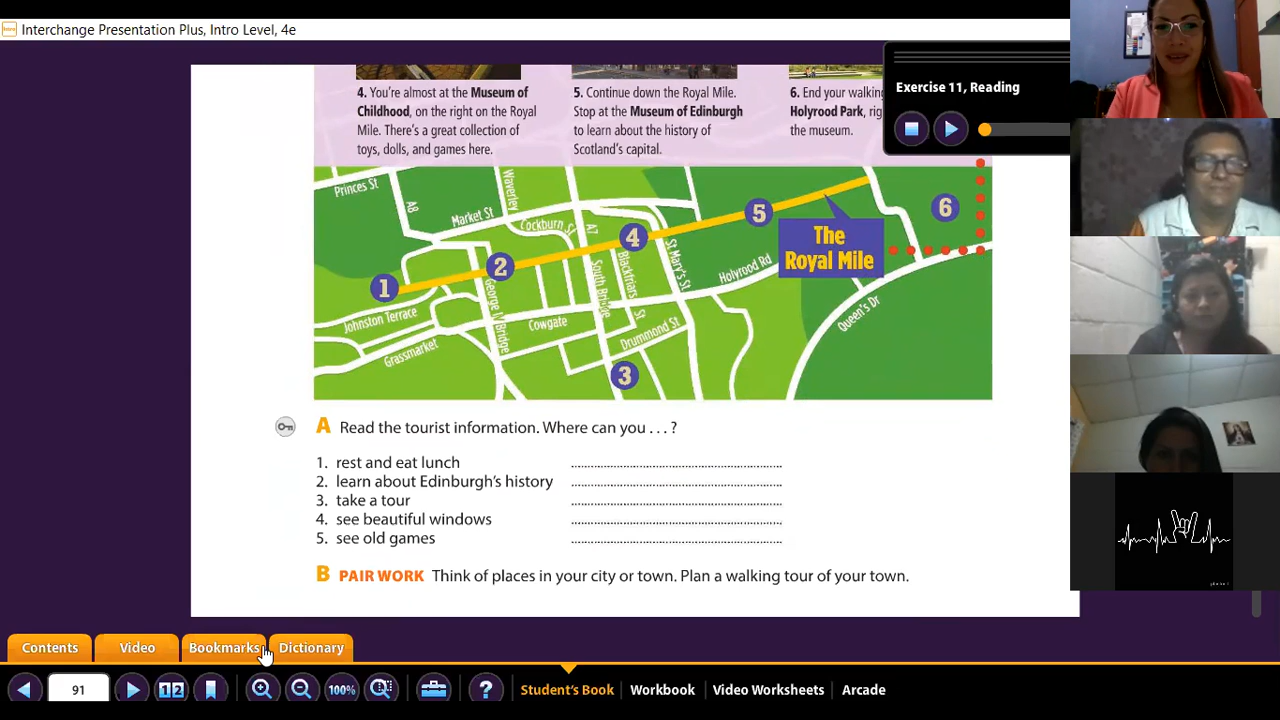 Interchange Presentation Plus, Intro Level, 4e
Exercise 11, Reading
4. You're almost at the Museum of
Childhood, on the right on the Royal
Mile. There's a great collection of
toys, dolls, and games here.
5. Continue down the Royal Mile.
Stop at the Museum of Edinburgh
to learn about the history of
Scotland's capital.
6. End your walking
Holyrood Park, rig
the museum.
Princes St
A8
Market St
Waverley
Cockburn St
A7
1
2
4
5
6
The
Royal Mile
St Mary's St
Blackfriars St
South Bridge
Holyrood Rd
Queen's Dr
Johnston Terrace
George IV Bridge
Cowgate
Drummond St
Grassmarket
3
A Read the tourist information. Where can you . . . ?
1. rest and eat lunch ............................................................
2. learn about Edinburgh's history ............................................................
3. take a tour ............................................................
4. see beautiful windows ............................................................
5. see old games ............................................................
B PAIR WORK Think of places in your city or town. Plan a walking tour of your town.
Contents Video Bookmarks Dictionary
91 1 2 100% ? Student's Book Workbook Video Worksheets Arcade